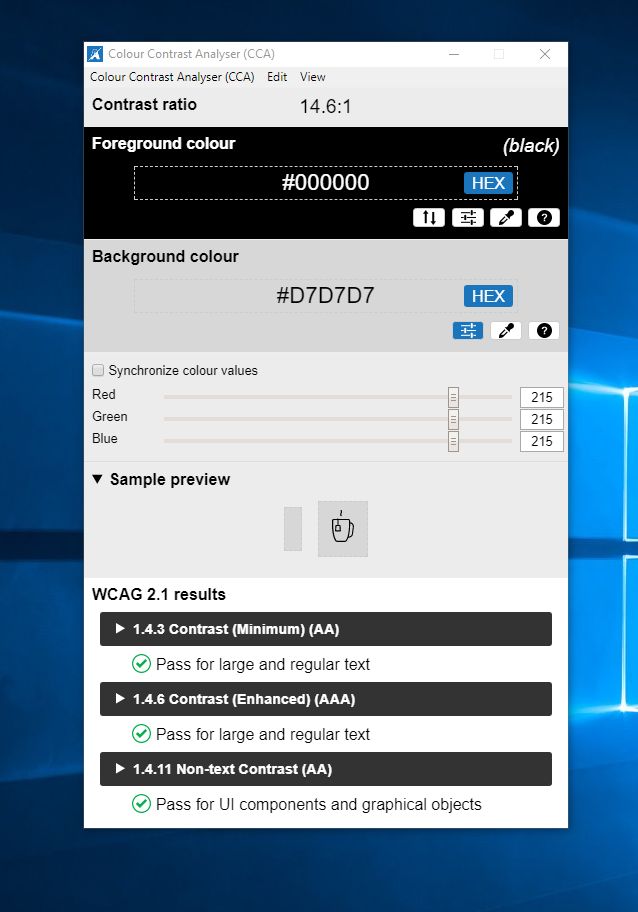 Colour Contrast Analyser (CCA)
Colour Contrast Analyser (CCA) Edit View
Contrast ratio 14.6:1
Foreground colour (black)
#000000 HEX
Background colour
#D7D7D7 HEX
Synchronize colour values
Red 215
Green 215
Blue 215
Sample preview
WCAG 2.1 results
1.4.3 Contrast (Minimum) (AA)
Pass for large and regular text
1.4.6 Contrast (Enhanced) (AAA)
Pass for large and regular text
1.4.11 Non-text Contrast (AA)
Pass for UI components and graphical objects